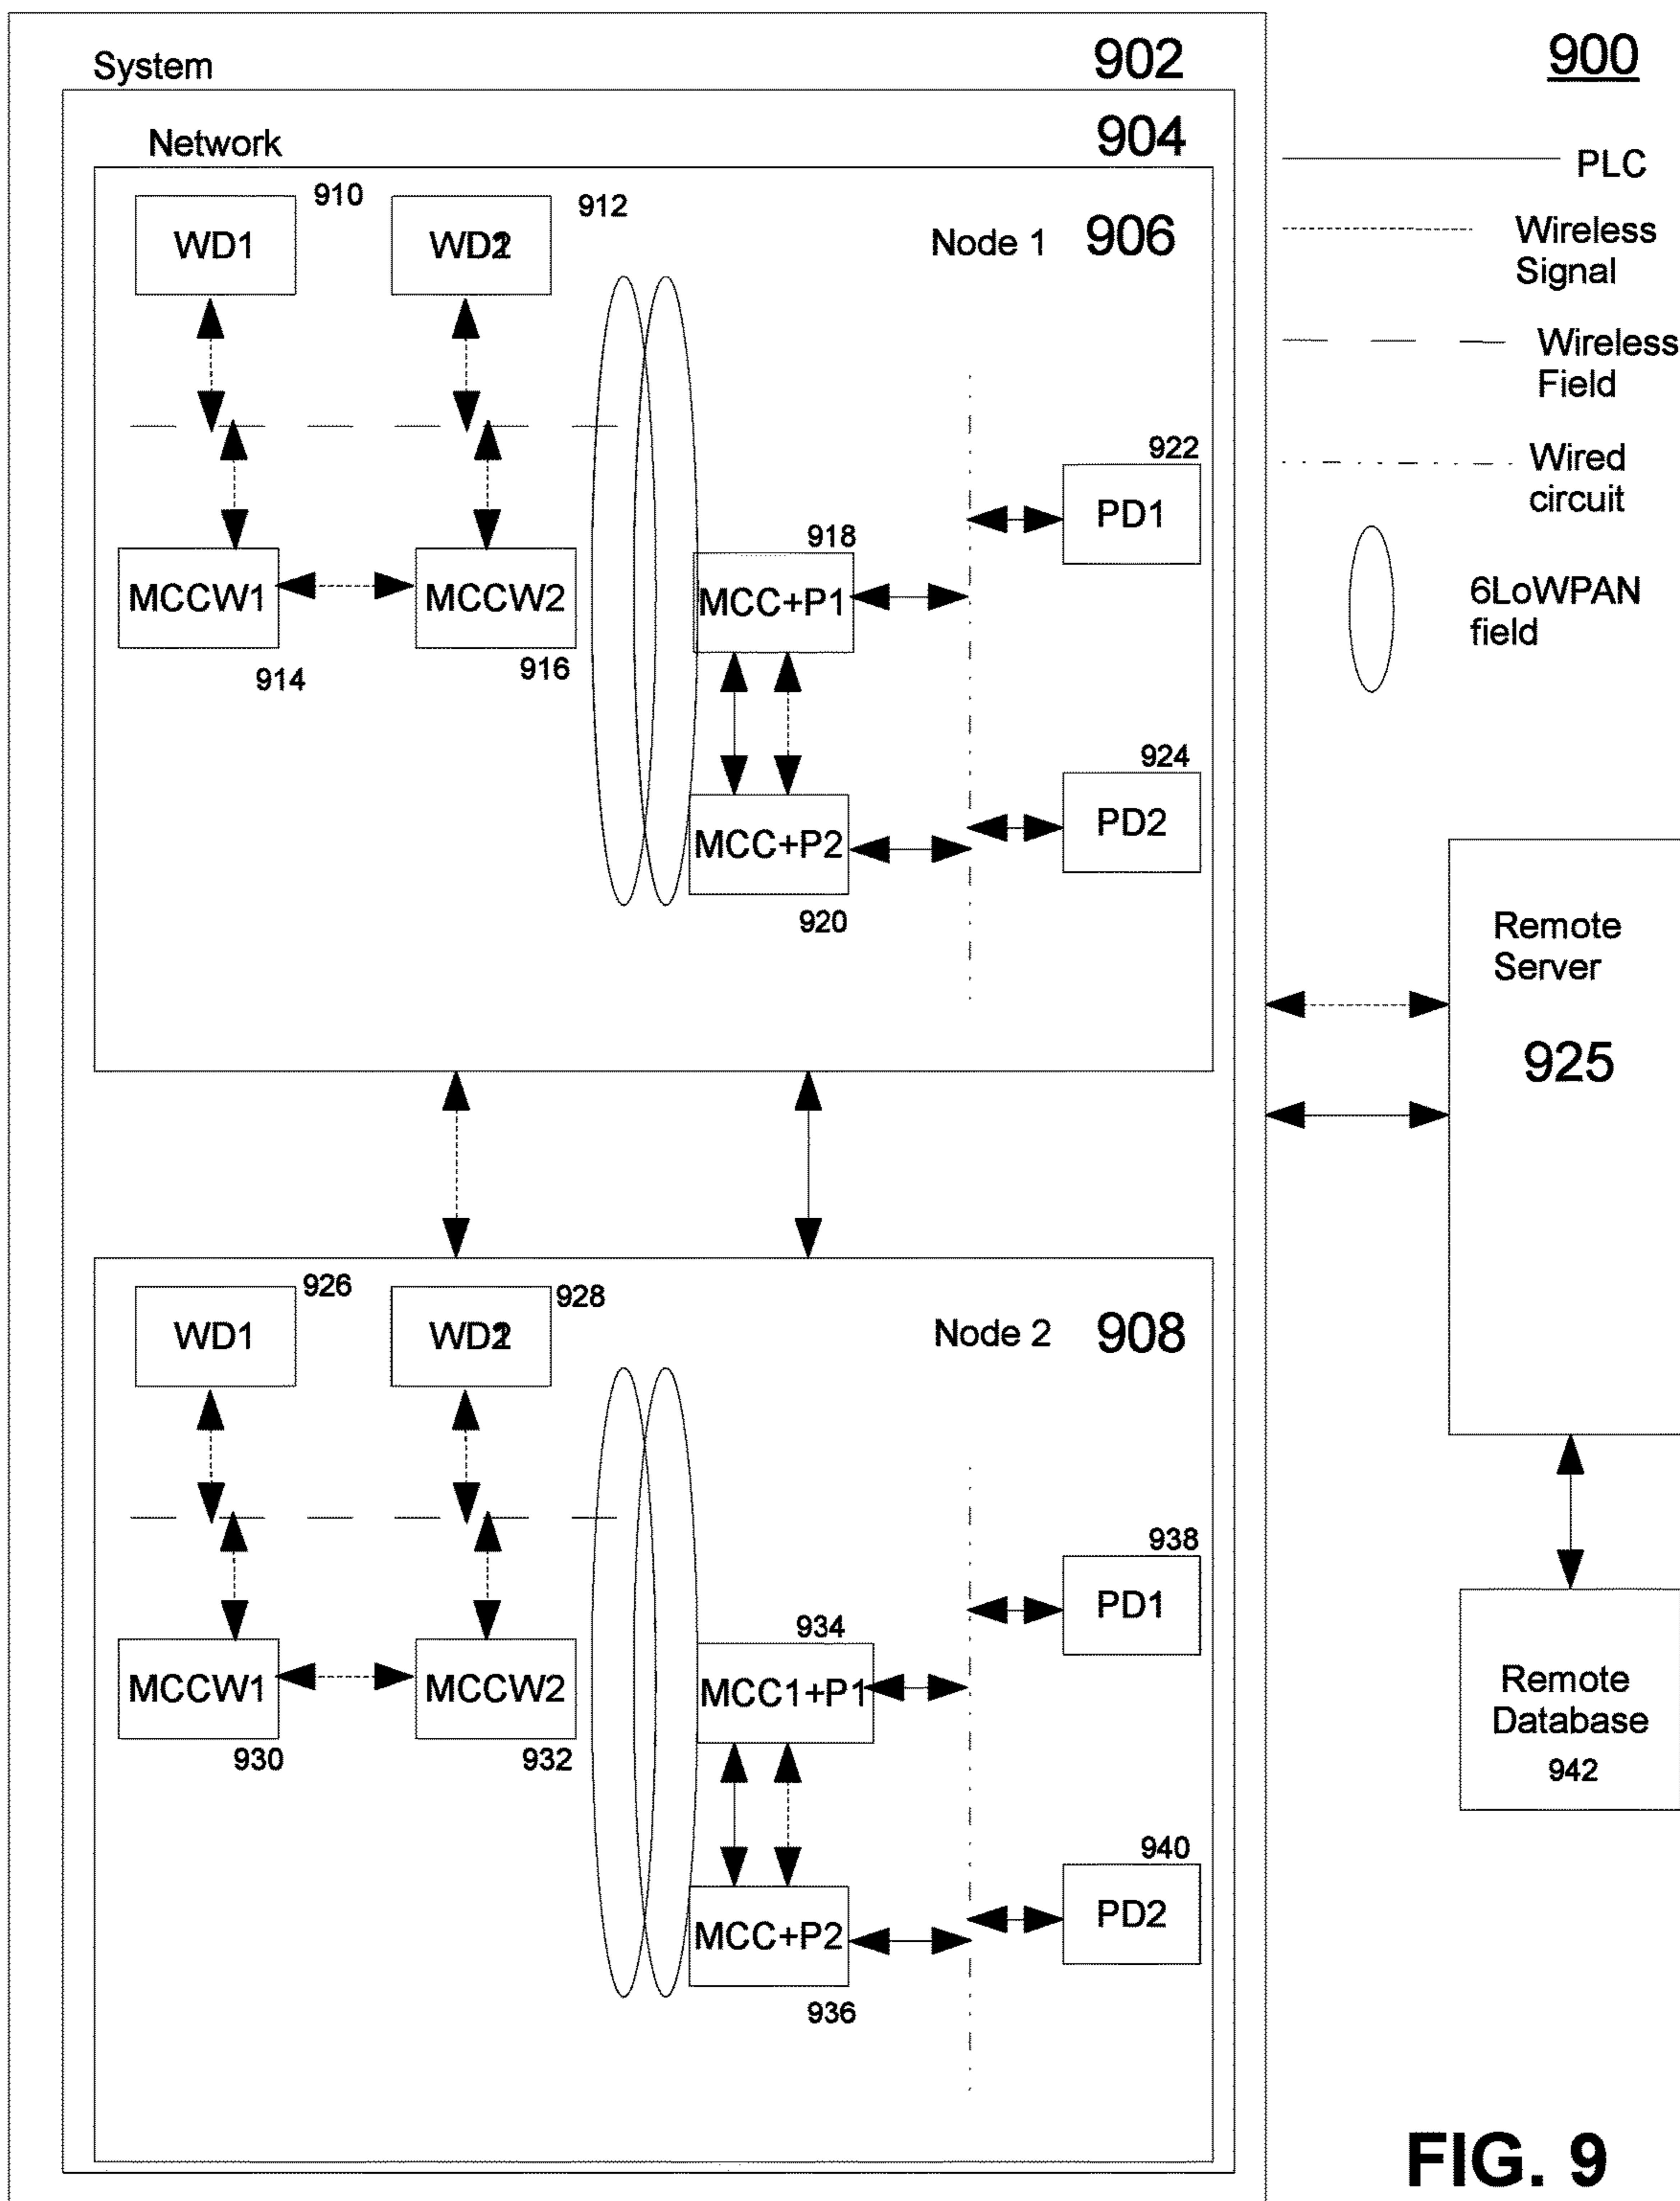 System
902
900
Network
904
PLC
Wireless
Signal
Wireless
Field
Wired
circuit
6LoWPAN
field
910
912
WD1
Node 1
906
922
PD1
918
MCCW1
MCCW2
MCC+P1
914
916
924
PD2
MCC+P2
920
Remote
Server
925
926
928
WD1
Node 2
908
938
PD1
934
MCCW1
MCCW2
MCC1+P1
930
932
940
PD2
MCC+P2
936
Remote
Database
942
FIG. 9